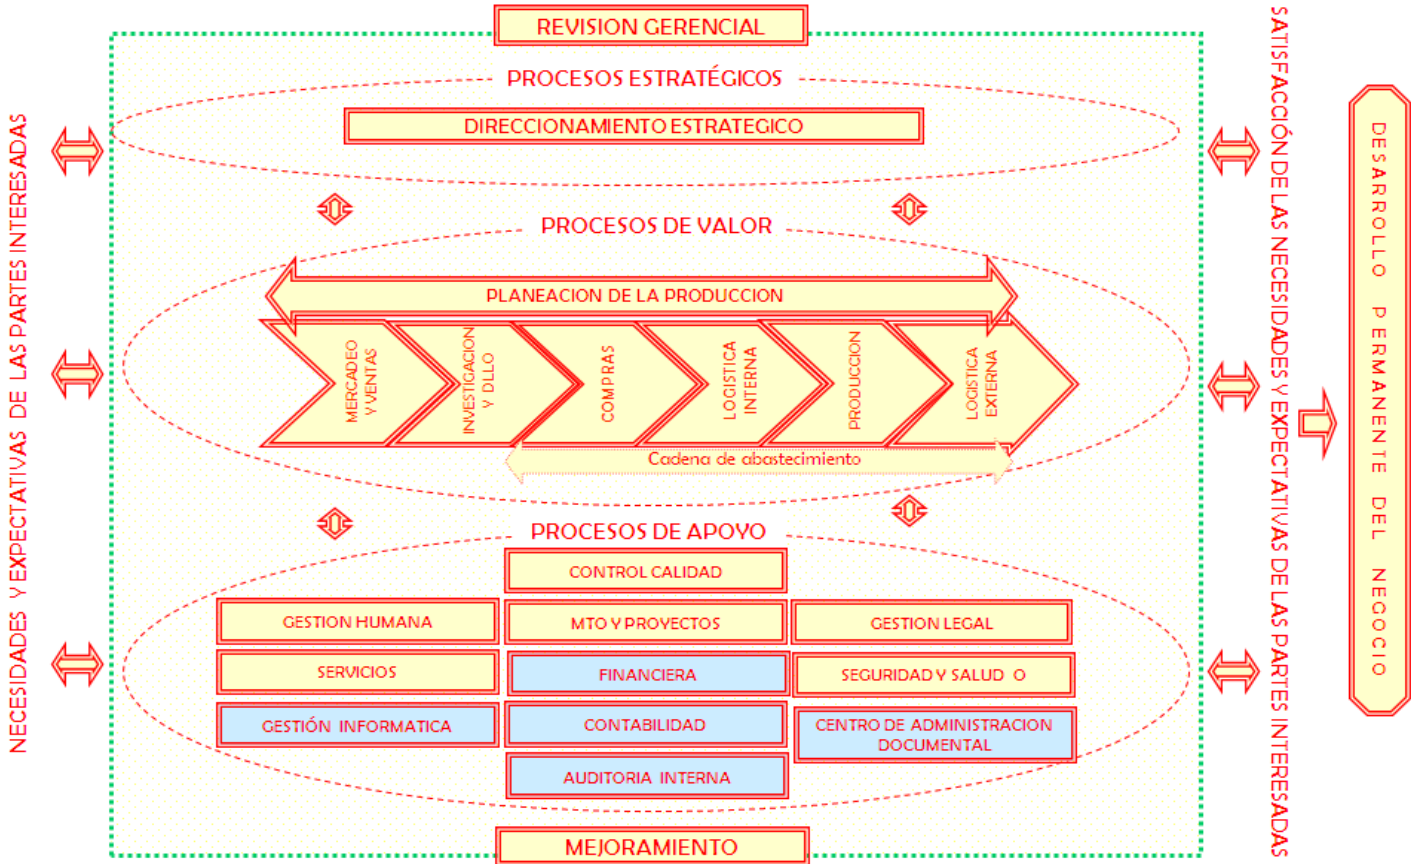 REVISION GERENCIAL
PROCESOS ESTRATÉGICOS
DIRECCIONAMIENTO ESTRATEGICO
NECESIDADES Y EXPECTATIVAS DE LAS PARTES INTERESADAS
PROCESOS DE VALOR
PLANEACION DE LA PRODUCCION
MERCADEO
Y VENTAS
INVESTIGACION
Y DLLO
COMPRAS
LOGISTICA
INTERNA
PRODUCCION
LOGISTICA
EXTERNA
Cadena de abastecimiento
PROCESOS DE APOYO
CONTROL CALIDAD
GESTION HUMANA
MTO Y PROYECTOS
GESTION LEGAL
SERVICIOS
FINANCIERA
SEGURIDAD Y SALUD O
GESTIÓN INFORMATICA
CONTABILIDAD
CENTRO DE ADMINISTRACION
DOCUMENTAL
AUDITORIA INTERNA
MEJORAMIENTO
SATISFACCIÓN DE LAS NECESIDADES Y EXPECTATIVAS DE LAS PARTES INTERESADAS
DESARROLLO PERMANENTE DEL NEGOCIO